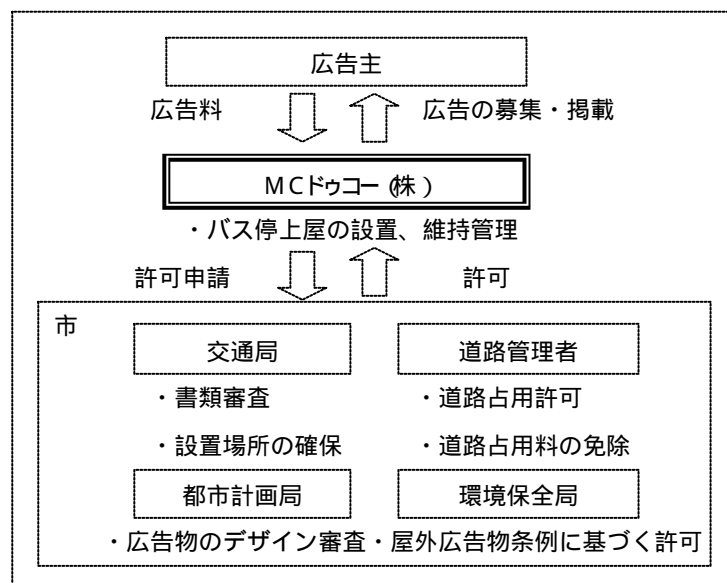 広告主
広告料 広告の募集・掲載
ＭＣドゥコー（株）
・バス停上屋の設置、維持管理
許可申請 許可
市
交通局 道路管理者
・書類審査 ・道路占用許可
・設置場所の確保 ・道路占用料の免除
都市計画局 環境保全局
・広告物のデザイン審査・屋外広告物条例に基づく許可